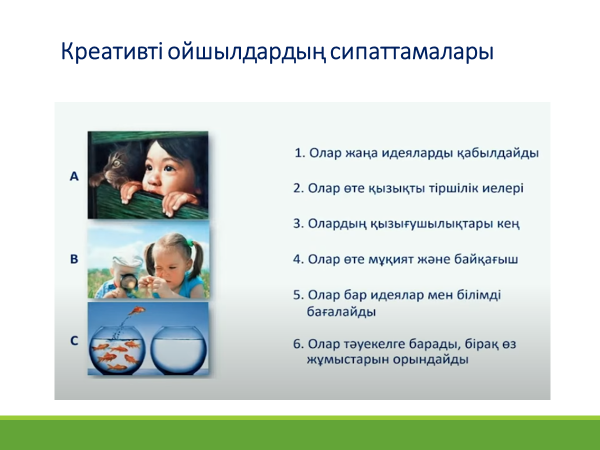 Креативті ойшылдардың сипаттамалары
A
B
C
1. Олар жаңа идеяларды қабылдайды
2. Олар өте қызықты тіршілік иелері
3. Олардың қызығушылықтары кең
4. Олар өте мұқият және байқағыш
5. Олар бар идеялар мен білімді
бағалайды
6. Олар тәуекелге барады, бірақ өз
жұмыстарын орындайды